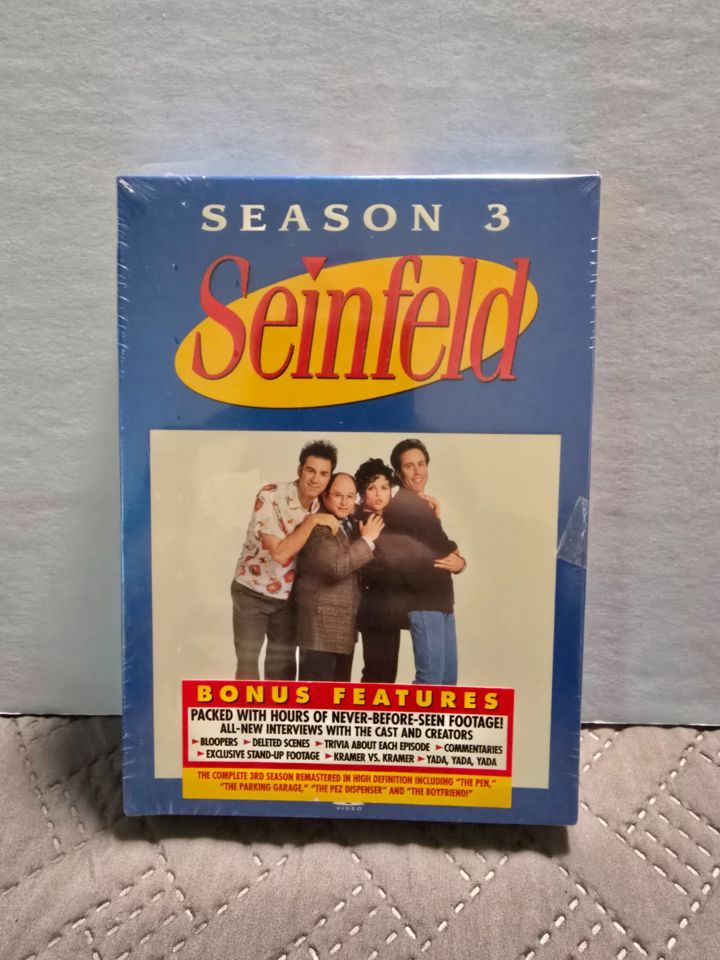 SEASON 3
Seinfeld
BONUS FEATURES
PACKED WITH HOURS OF NEVER-BEFORE-SEEN FOOTAGE!
ALL-NEW INTERVIEWS WITH THE CAST AND CREATORS
►BLOOPERS ►DELETED SCENES ►TRIVIA ABOUT EACH EPISODE ►COMMENTARIES
►EXCLUSIVE STAND-UP FOOTAGE ►KRAMER VS. KRAMER ►YADA, YADA, YADA
THE COMPLETE 3RD SEASON REMASTERED IN HIGH DEFINITION INCLUDING "THE PEN,"
"THE PARKING GARAGE," "THE PEZ DISPENSER" AND "THE BOYFRIEND!"
VIDEO